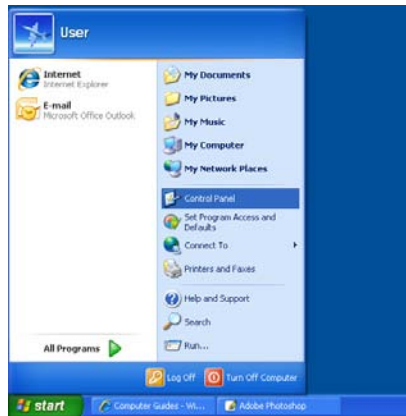 User
Internet
Internet Explorer
E-mail
Microsoft Office Outlook
All Programs
My Documents
My Pictures
My Music
My Computer
My Network Places
Control Panel
Set Program Access and
Defaults
Connect To
Printers and Faxes
Help and Support
Search
Run...
Log Off
Turn Off Computer
start
Computer Guides - Wi...
Adobe Photoshop